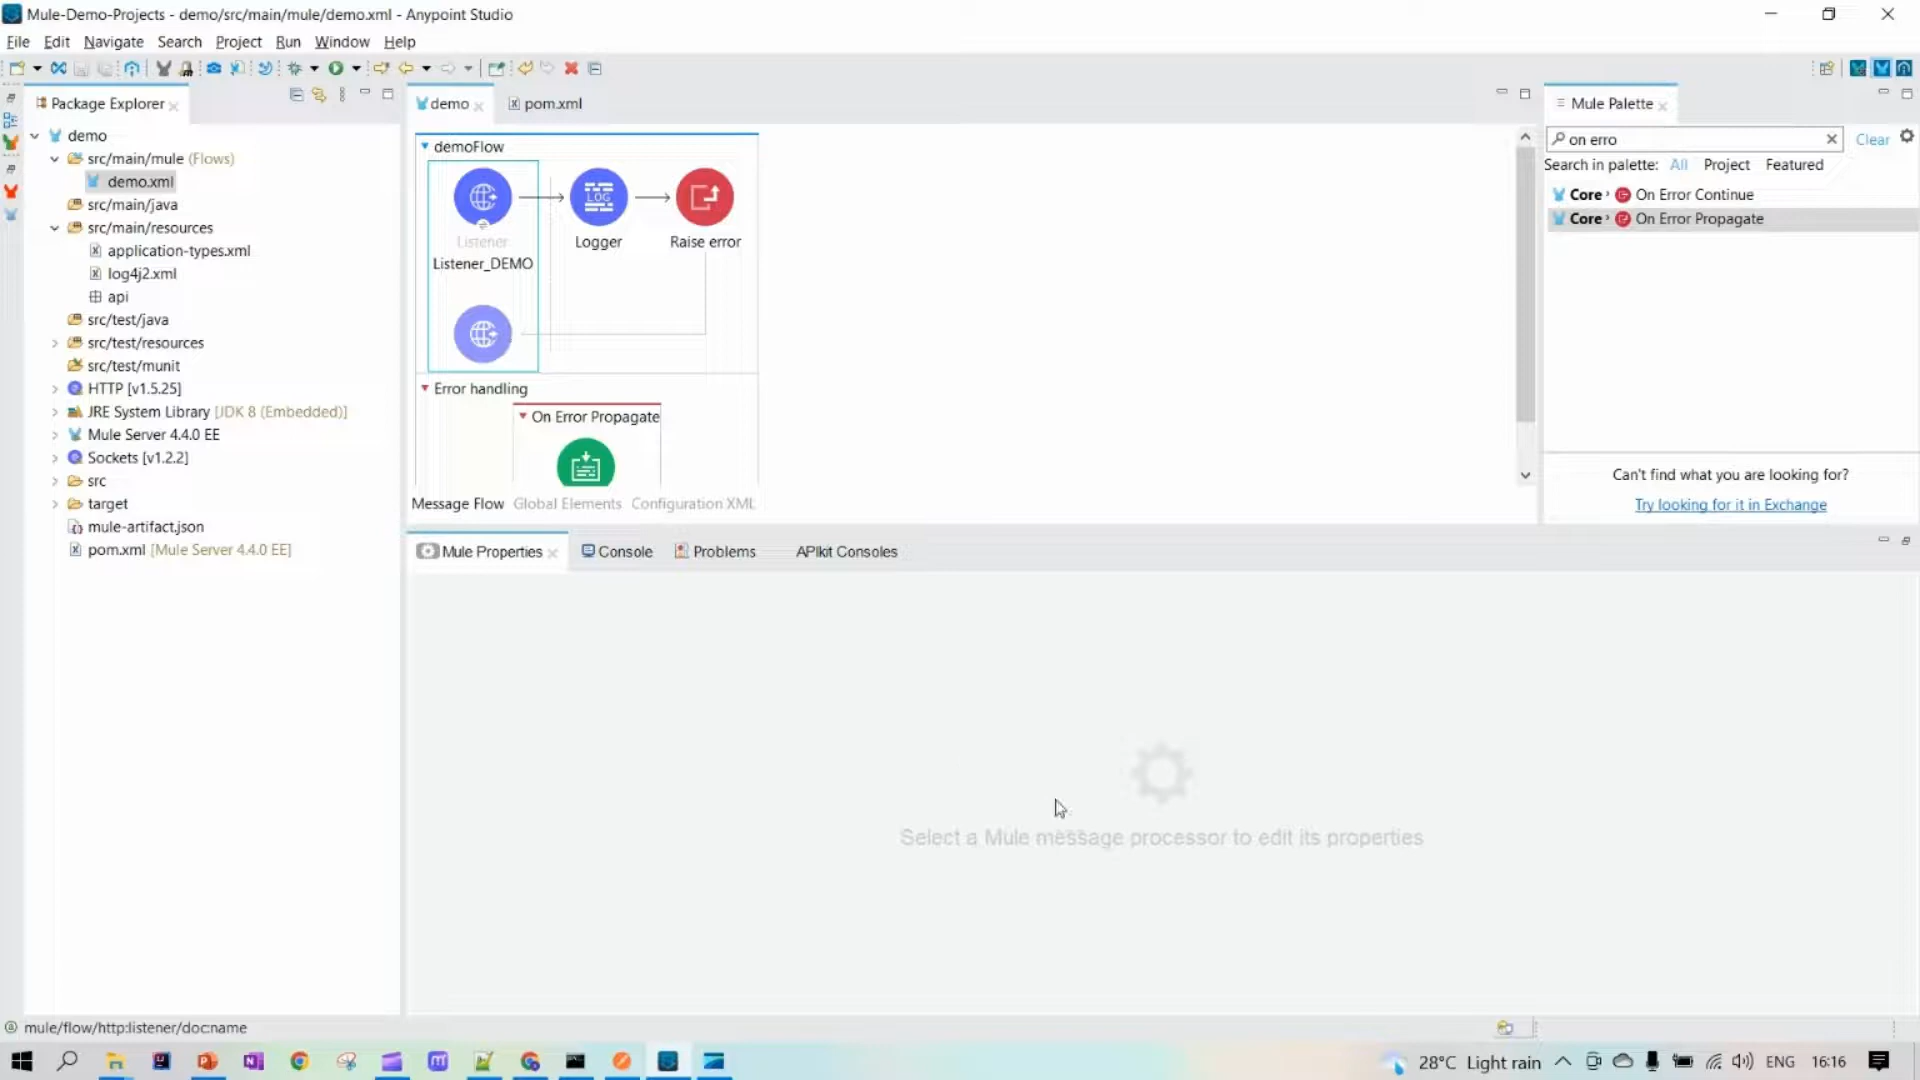 Mule-Demo-Projects - demo/src/main/mule/demo.xml - Anypoint Studio
File Edit Navigate Search Project Run Window Help
Package Explorer
demo
src/main/mule (Flows)
demo.xml
src/main/java
src/main/resources
application-types.xml
log4j2.xml
api
src/test/java
src/test/resources
src/test/munit
HTTP [v1.5.25]
JRE System Library [JDK 8 (Embedded)]
Mule Server 4.4.0 EE
Sockets [v1.2.2]
src
target
mule-artifact.json
pom.xml [Mule Server 4.4.0 EE]
demo pom.xml
demoFlow
LOG
Listener Logger Raise error
Listener_DEMO
Error handling
On Error Propagate
Message Flow Global Elements Configuration XML
Mule Palette
on erro Clear
Search in palette: All Project Featured
Core On Error Continue
Core On Error Propagate
Can't find what you are looking for?
Try looking for it in Exchange
Mule Properties Console Problems APIkit Consoles
Select a Mule message processor to edit its properties
mule/flow/http:listener/doc:name
28°C Light rain ENG 16:16